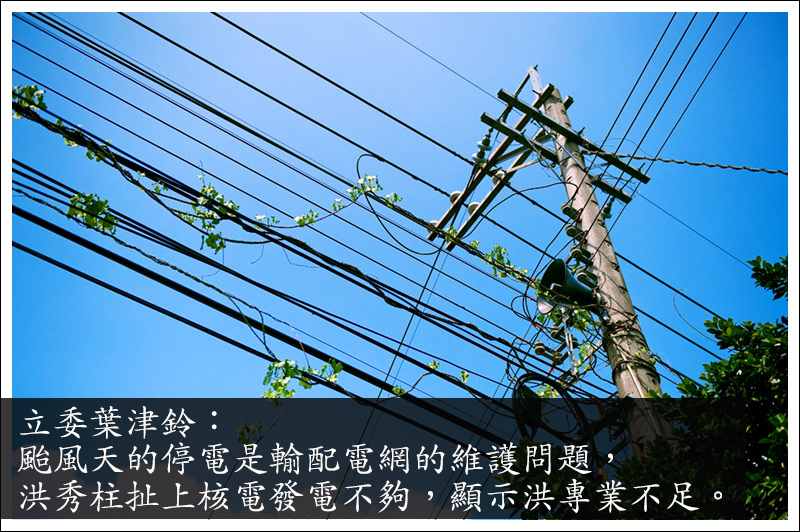 立委葉津鈴：
颱風天的停電是輸配電網的維護問題，
洪秀柱扯上核電發電不夠，顯示洪專業不足。